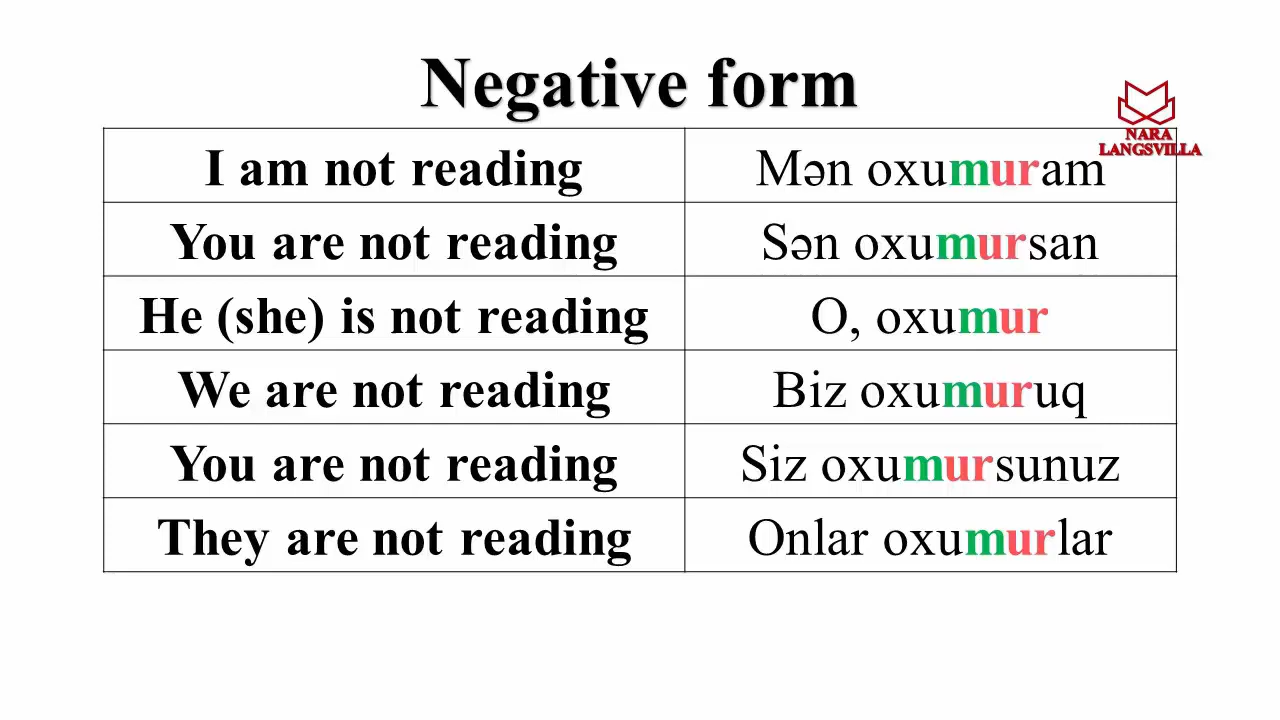 Negative form
NARA
LANGSVILLA
I am not reading Mən oxumuram
You are not reading Sən oxumursan
He (she) is not reading O, oxumur
We are not reading Biz oxumuruq
You are not reading Siz oxumursunuz
They are not reading Onlar oxumurlar